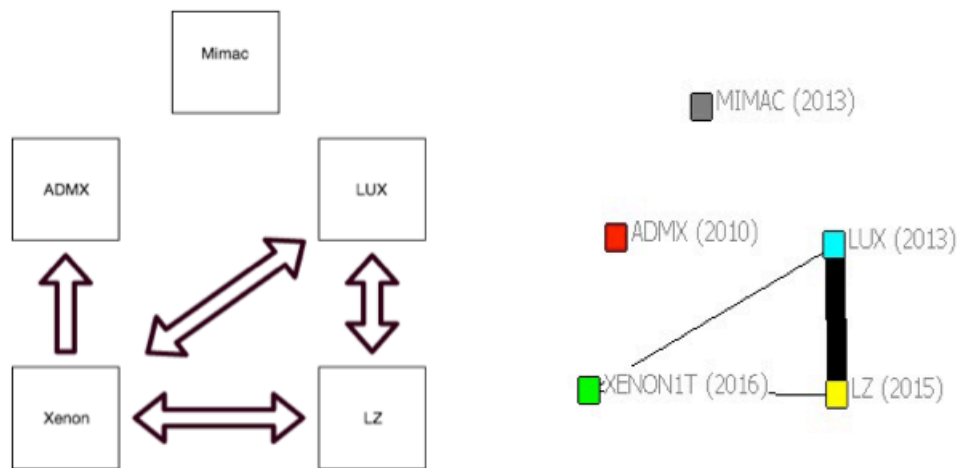 Mimac
ADMX
LUX
Xenon
LZ
MIMAC (2013)
ADMX (2010)
LUX (2013)
XENON1T (2016)
LZ (2015)